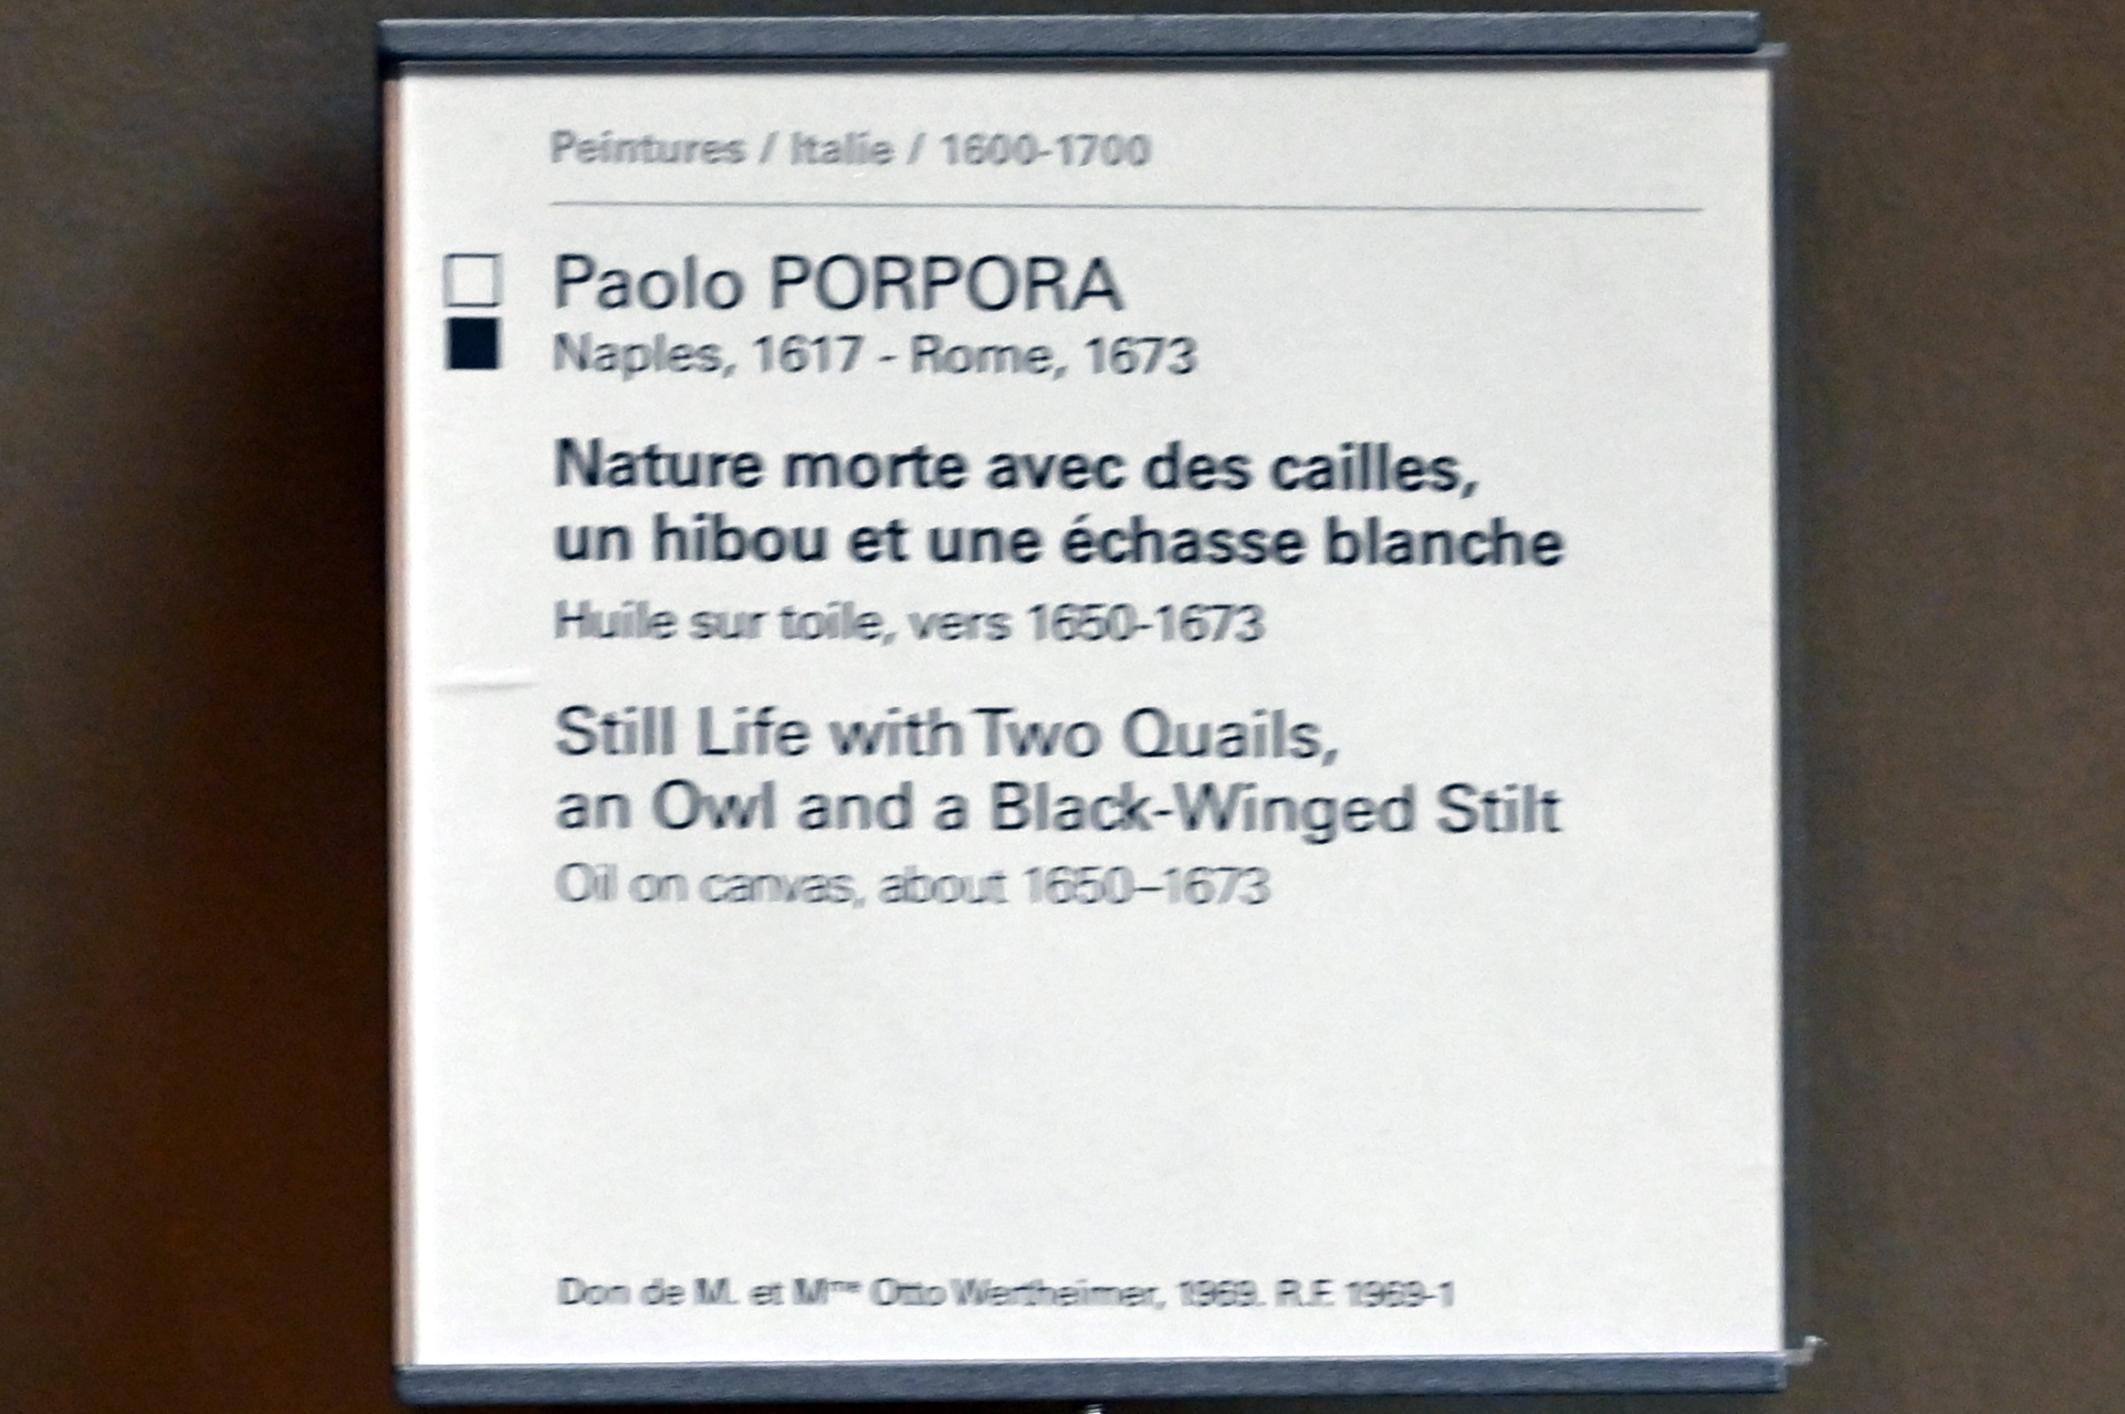 Peintures / Italie / 1600-1700
Paolo PORPORA
Naples, 1617 - Rome, 1673
Nature morte avec des cailles,
un hibou et une échasse blanche
Huile sur toile, vers 1650-1673
Still Life with Two Quails,
an Owl and a Black-Winged Stilt
Oil on canvas, about 1650–1673
Don de M. et Mme Otto Wertheimer, 1969. R.F. 1969-1